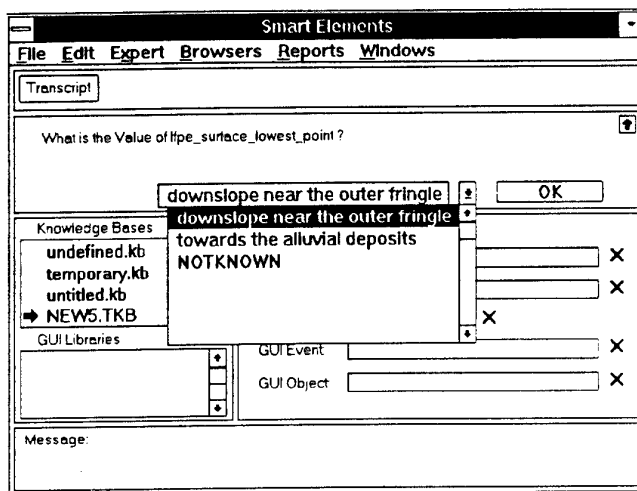 Smart Elements
File Edit Expert Browsers Reports Windows
Transcript
What is the Value of lfpe_surface_lowest_point ?
downslope near the outer fringle
OK
downslope near the outer fringle
towards the alluvial deposits
NOTKNOWN
Knowledge Bases
undefined.kb
temporary.kb
untitled.kb
NEW5.TKB
GUI Libraries
GUI Event
GUI Object
Message: